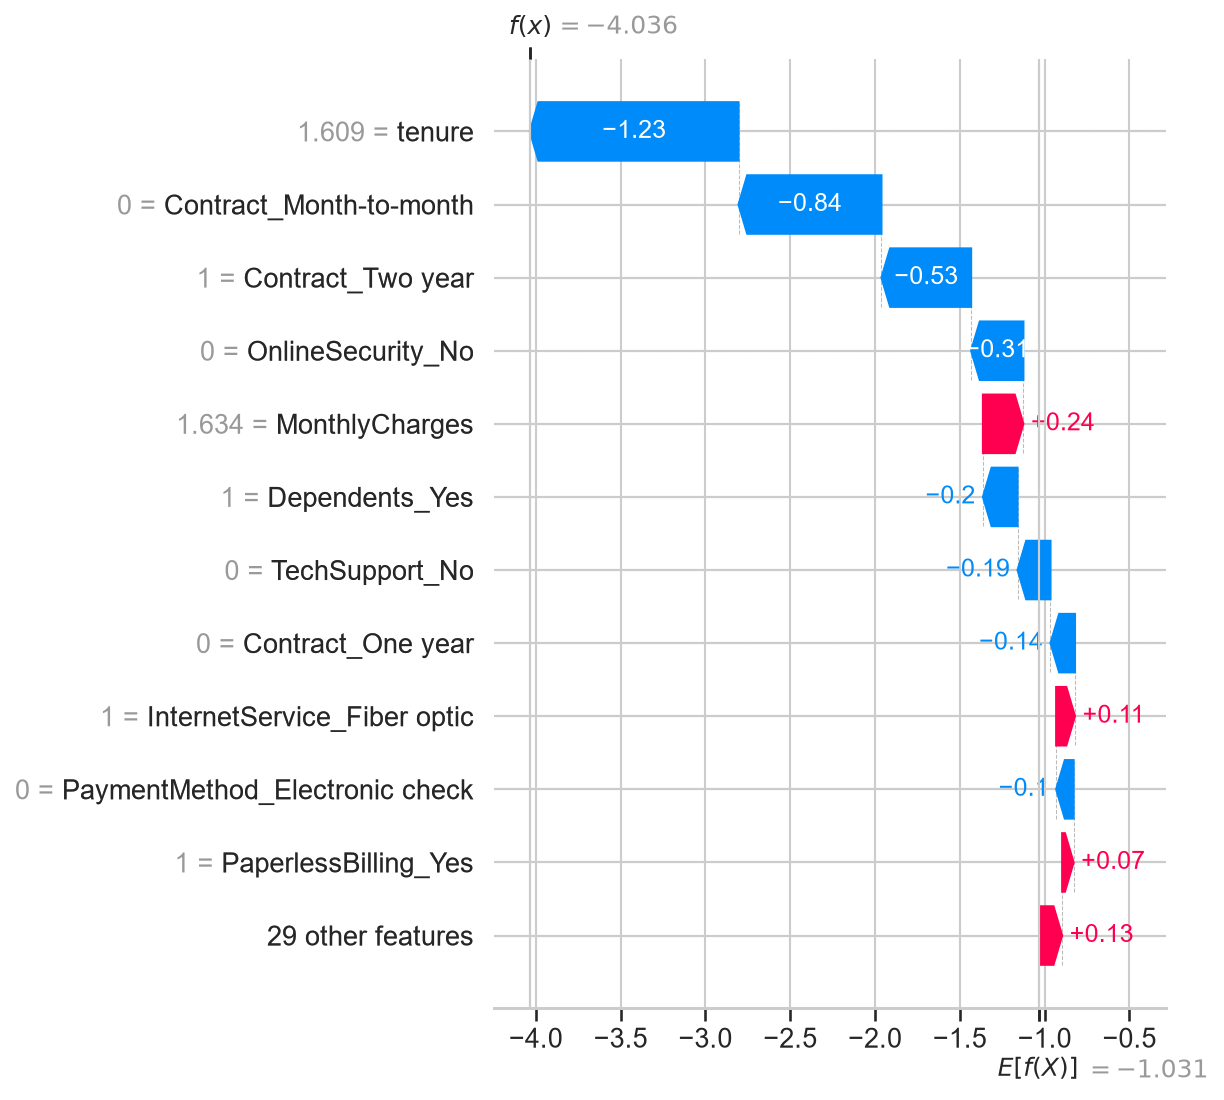 f(x) = −4.036
1.609 = tenure
−1.23
0 = Contract_Month-to-month
−0.84
1 = Contract_Two year
−0.53
0 = OnlineSecurity_No
−0.31
1.634 = MonthlyCharges
+0.24
1 = Dependents_Yes
−0.2
0 = TechSupport_No
−0.19
0 = Contract_One year
−0.14
1 = InternetService_Fiber optic
+0.11
0 = PaymentMethod_Electronic check
−0.1
1 = PaperlessBilling_Yes
+0.07
29 other features
+0.13
−4.0 −3.5 −3.0 −2.5 −2.0 −1.5 −1.0 −0.5
E[f(X)] = −1.031